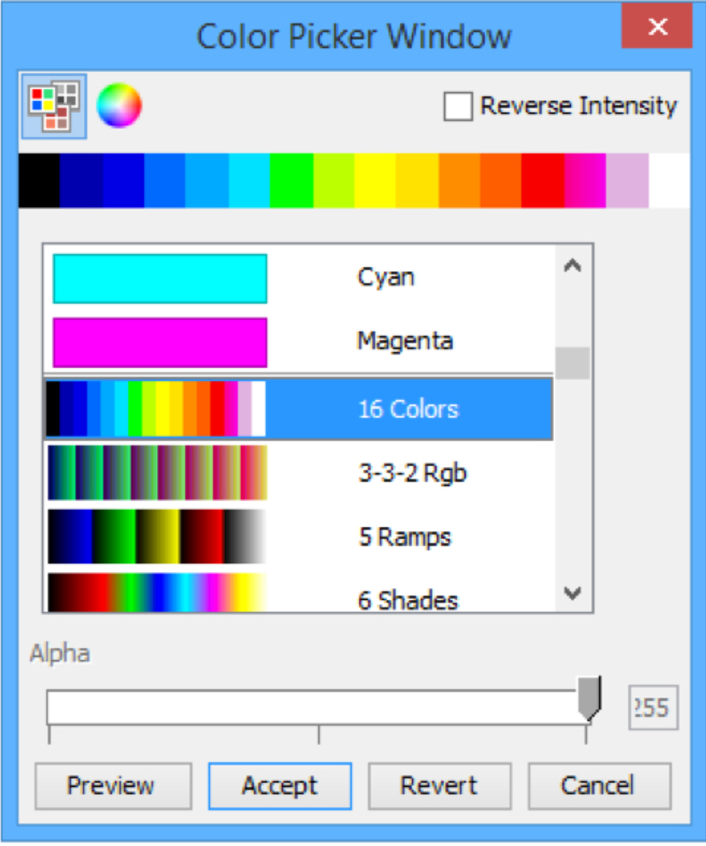 Color Picker Window
Reverse Intensity
Cyan
Magenta
16 Colors
3-3-2 Rgb
5 Ramps
6 Shades
Alpha
255
Preview Accept Revert Cancel